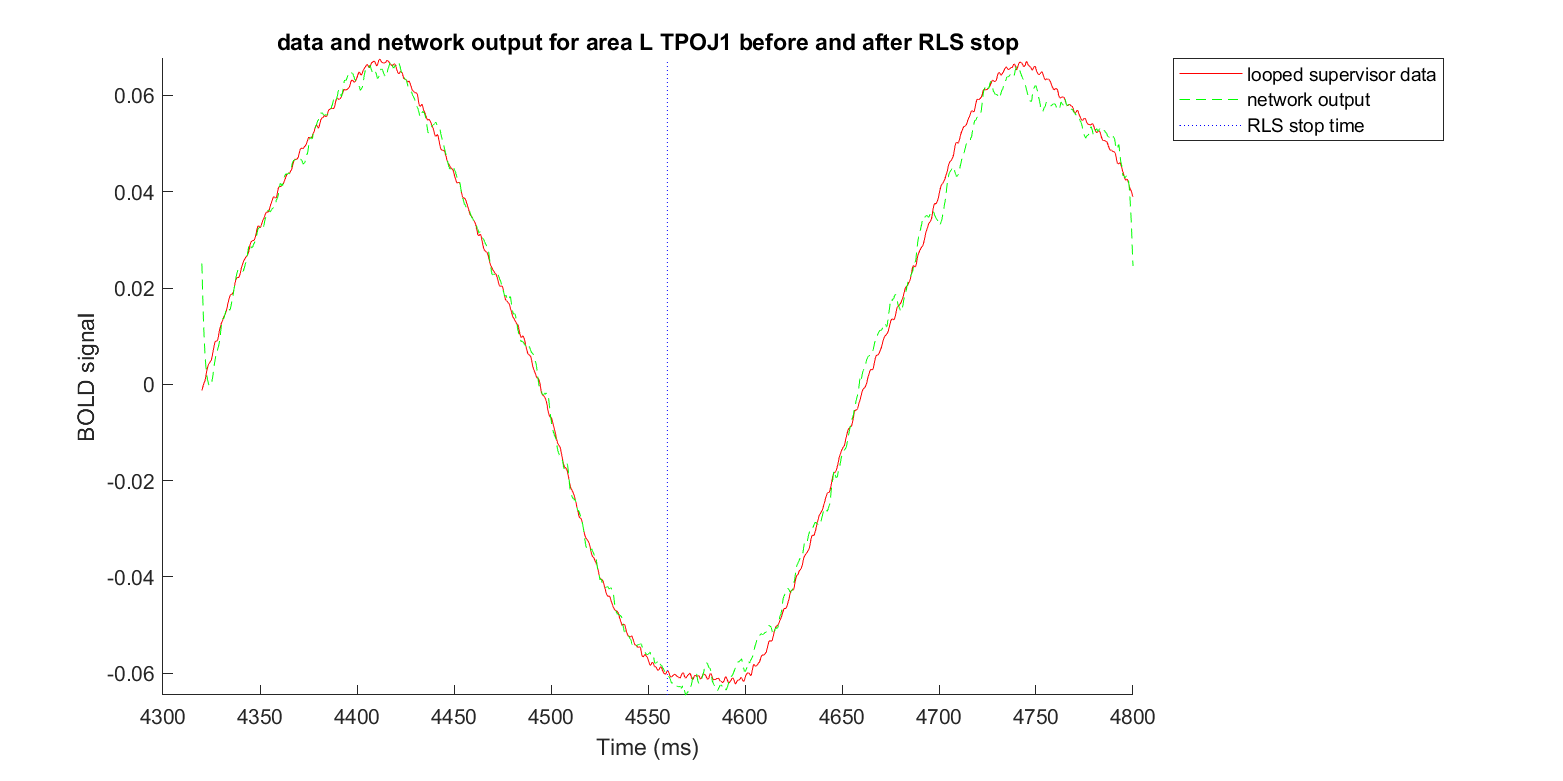 data and network output for area L TPOJ1 before and after RLS stop
looped supervisor data
network output
RLS stop time
BOLD signal
0.06
0.04
0.02
0
-0.02
-0.04
-0.06
4300 4350 4400 4450 4500 4550 4600 4650 4700 4750 4800
Time (ms)